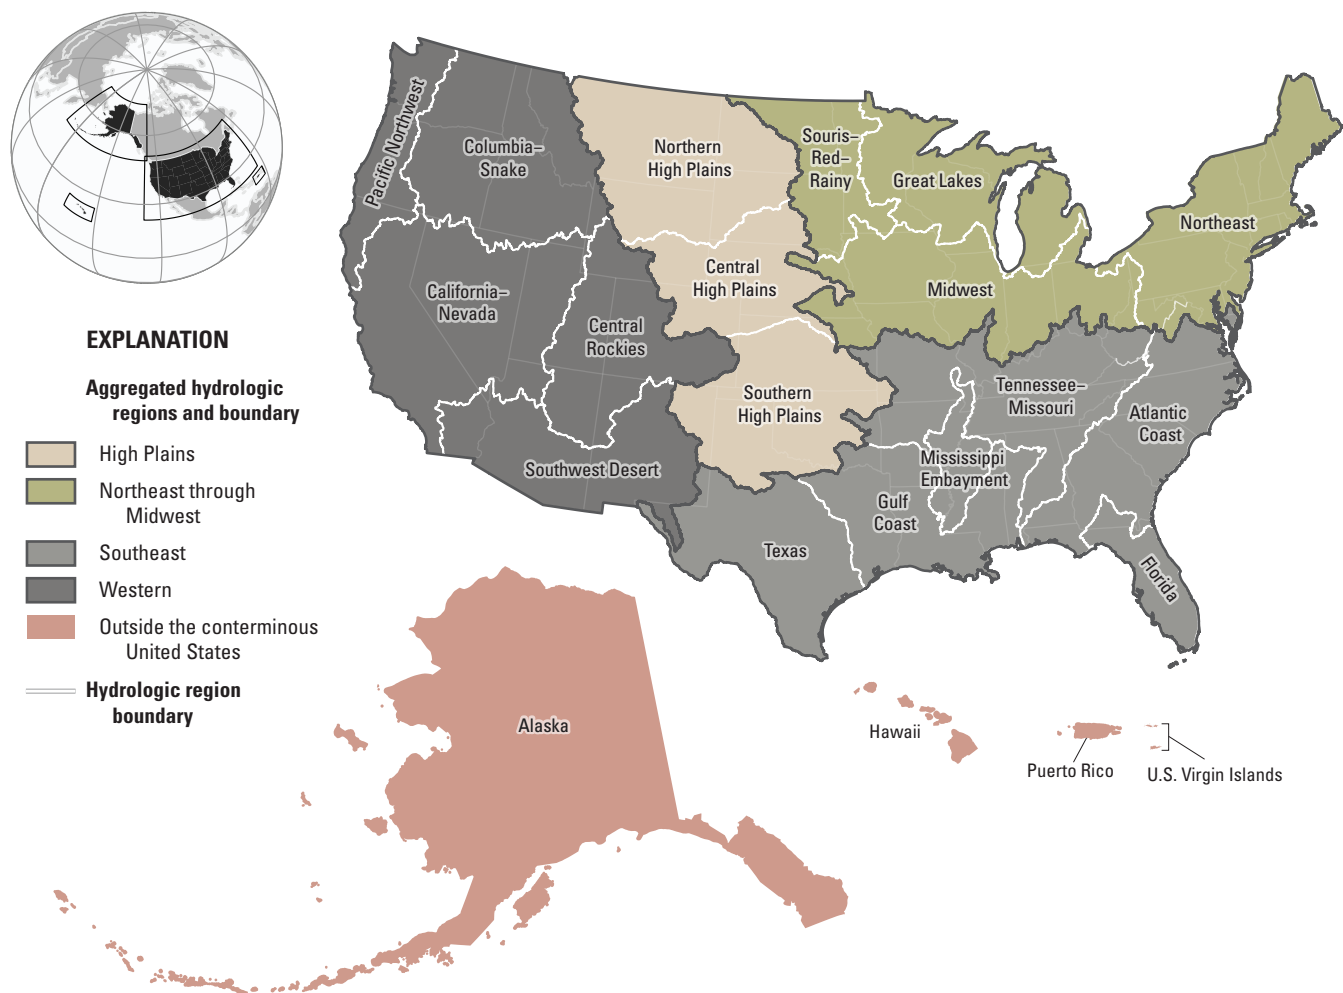 EXPLANATION
Aggregated hydrologic
regions and boundary
High Plains
Northeast through
Midwest
Southeast
Western
Outside the conterminous
United States
Hydrologic region
boundary
Pacific Northwest
Columbia–
Snake
Northern
High Plains
Souris–
Red–
Rainy
Great Lakes
Northeast
California–
Nevada
Central
Rockies
Central
High Plains
Midwest
Southern
High Plains
Tennessee–
Missouri
Atlantic
Coast
Southwest Desert
Mississippi
Embayment
Gulf
Coast
Texas
Florida
Alaska
Hawaii
Puerto Rico
U.S. Virgin Islands